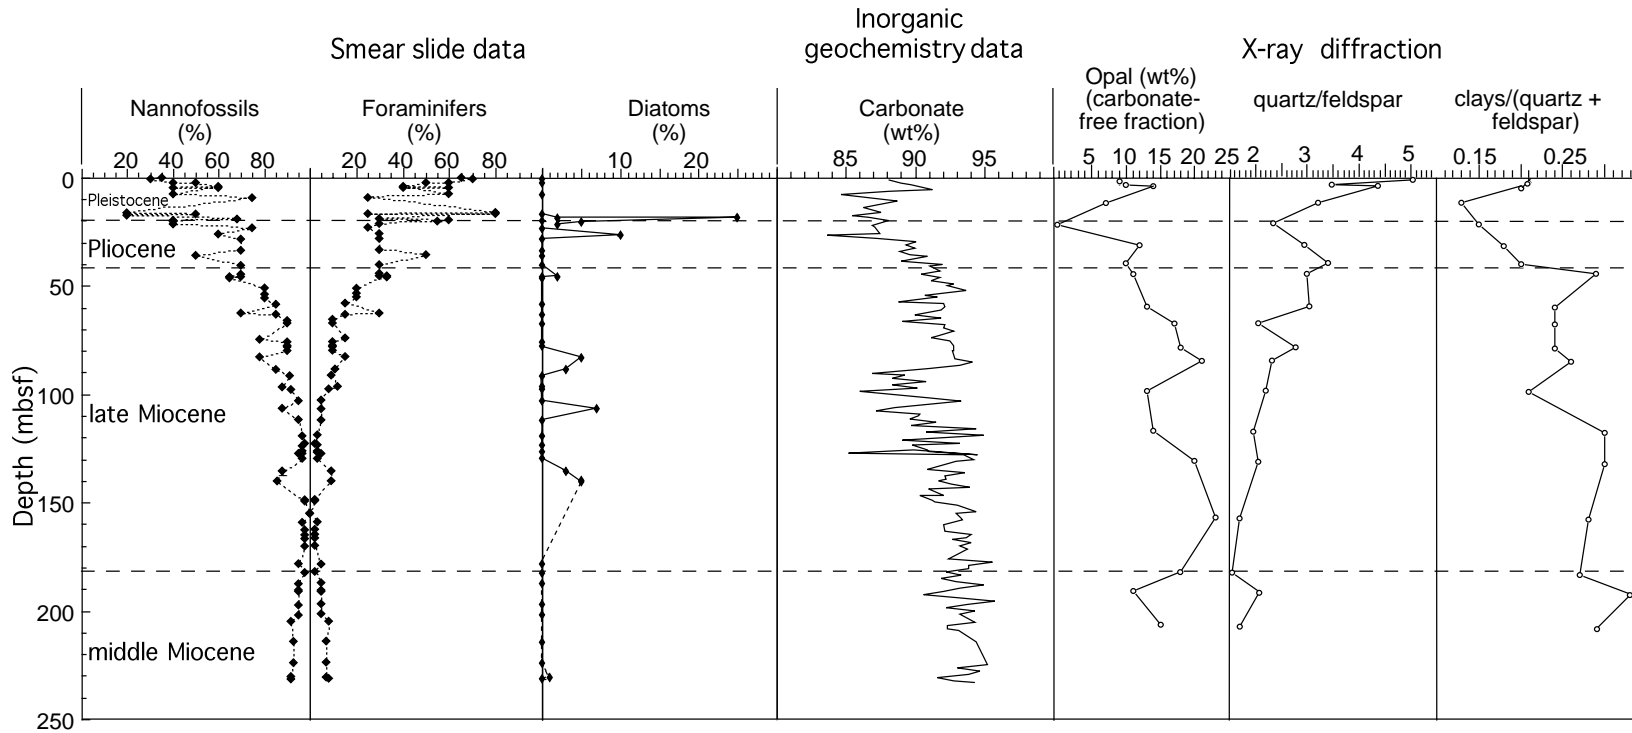 Inorganic
Smear slide data
geochemistry data
X-ray diffraction
Nannofossils
(%)
Foraminifers
(%)
Diatoms
(%)
Carbonate
(wt%)
Opal (wt%)
(carbonate-
free fraction)
quartz/feldspar
clays/(quartz +
feldspar)
20 40 60 80 20 40 60 80 10 20 85 90 95 5 10 15 20 25 2 3 4 5 0.15 0.25
0
Pleistocene
Pliocene
50
100
late Miocene
150
200
middle Miocene
250
Depth (mbsf)